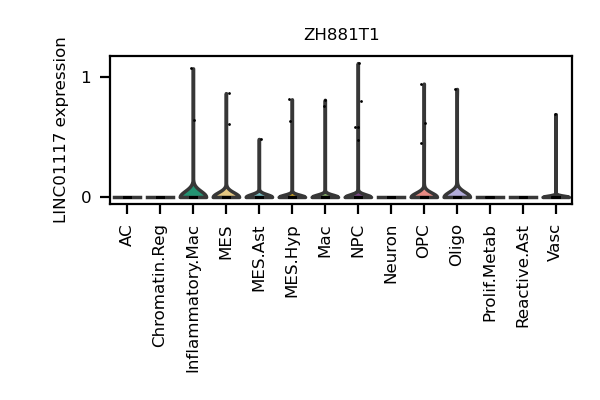 ZH881T1
LINC01117 expression
1
0
AC
Chromatin.Reg
Inflammatory.Mac
MES
MES.Ast
MES.Hyp
Mac
NPC
Neuron
OPC
Oligo
Prolif.Metab
Reactive.Ast
Vasc